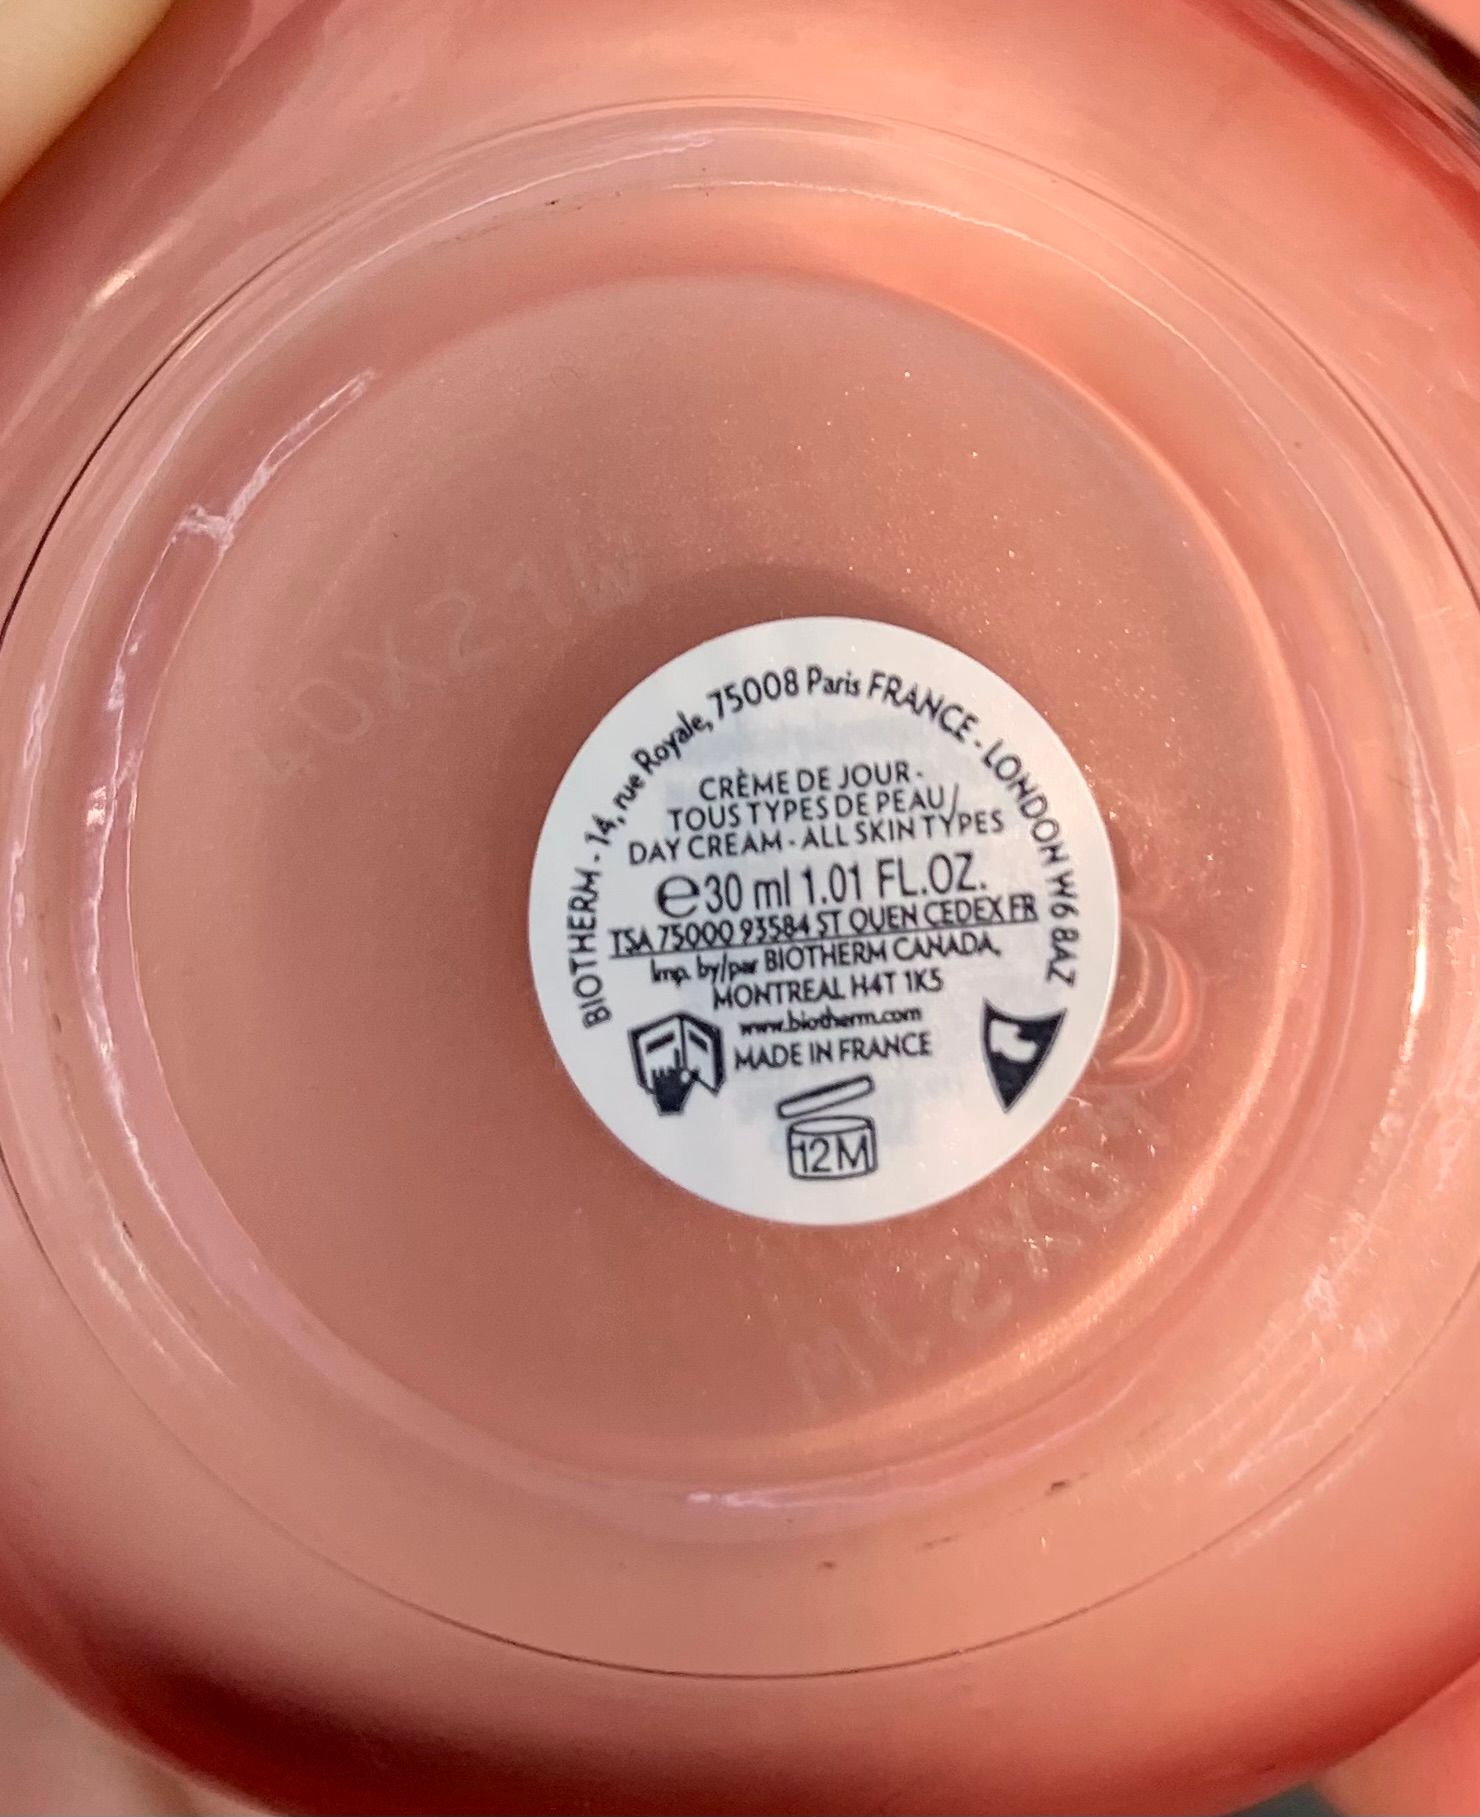 BIOTHERM - 14, rue Royale, 75008 Paris FRANCE - LONDON W6 8AZ
CRÈME DE JOUR -
TOUS TYPES DE PEAU /
DAY CREAM - ALL SKIN TYPES
℮30 ml 1.01 FL.OZ.
TSA 75000 93584 ST OUEN CEDEX FR
Imp. by/par BIOTHERM CANADA,
MONTREAL H4T 1K5
www.biotherm.com
MADE IN FRANCE
12M